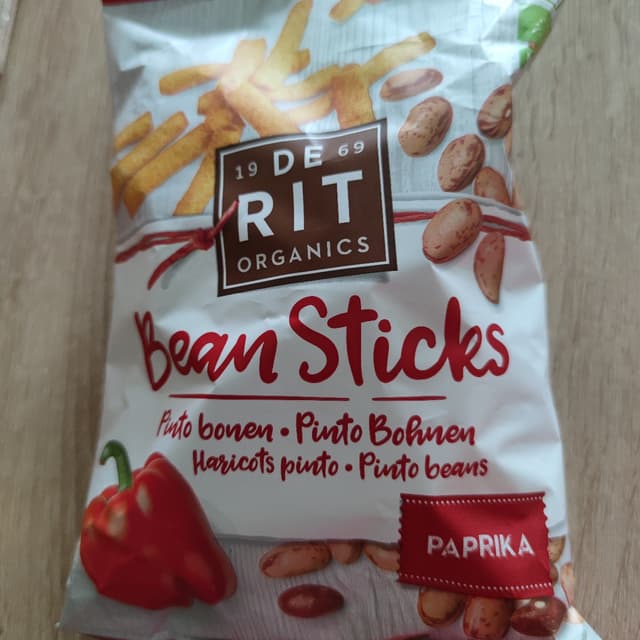 19 DE 69
RIT
ORGANICS
Bean Sticks
Pinto bonen • Pinto Bohnen
Haricots pinto • Pinto beans
PAPRIKA